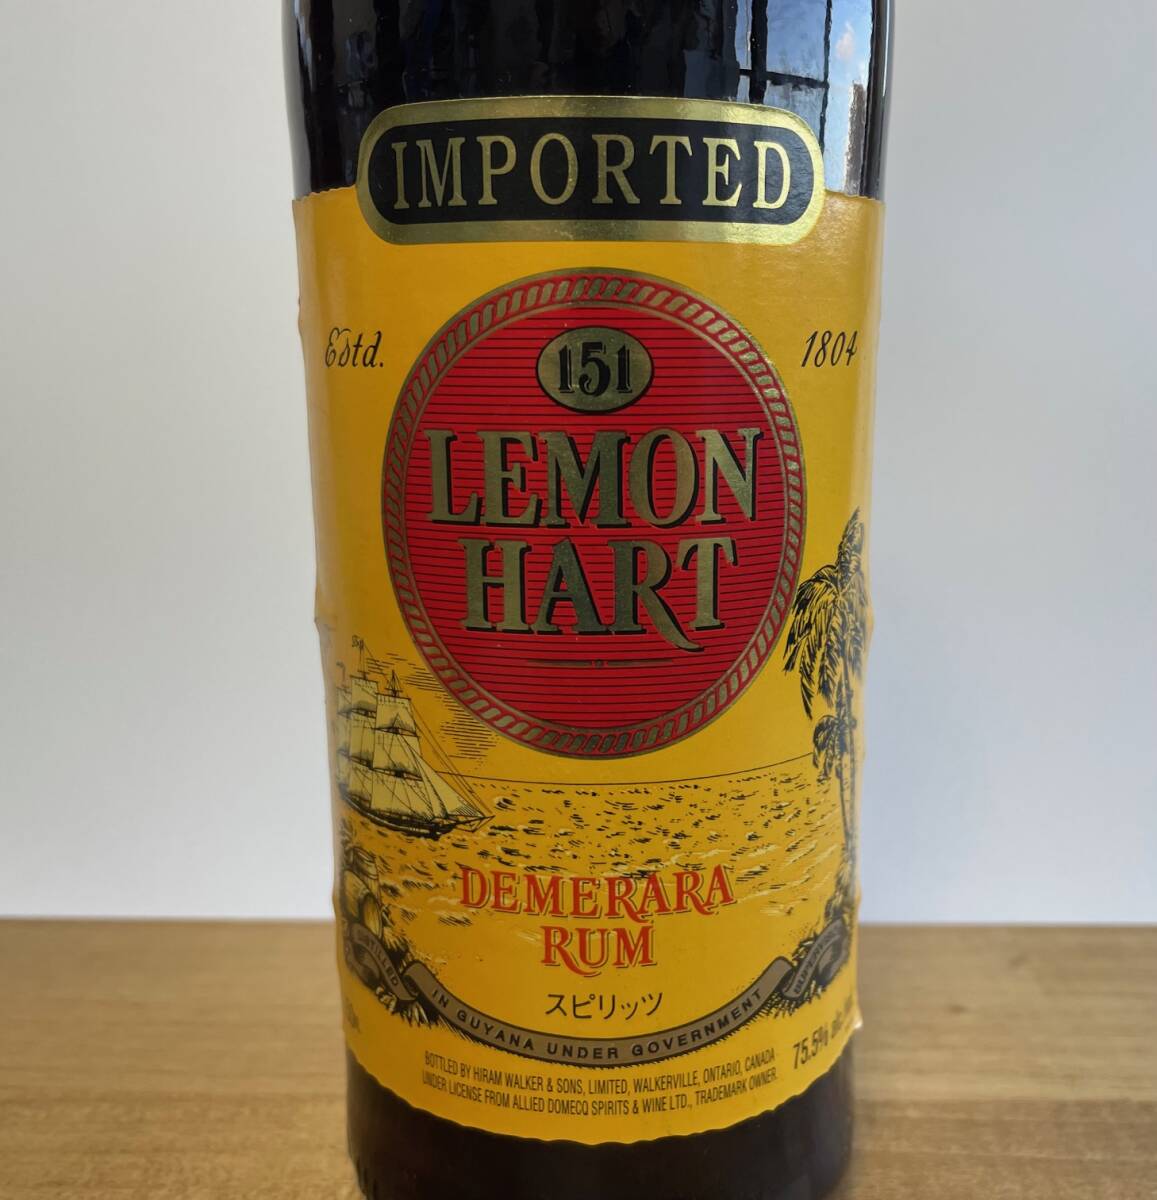 IMPORTED
Estd. 1804
151
LEMON
HART
DEMERARA
RUM
スピリッツ
IN GUYANA UNDER GOVERNMENT
75.5%
BOTTLED BY HIRAM WALKER & SONS, LIMITED, WALKERVILLE, ONTARIO, CANADA
UNDER LICENSE FROM ALLIED DOMECQ SPIRITS & WINE LTD., TRADEMARK OWNER.